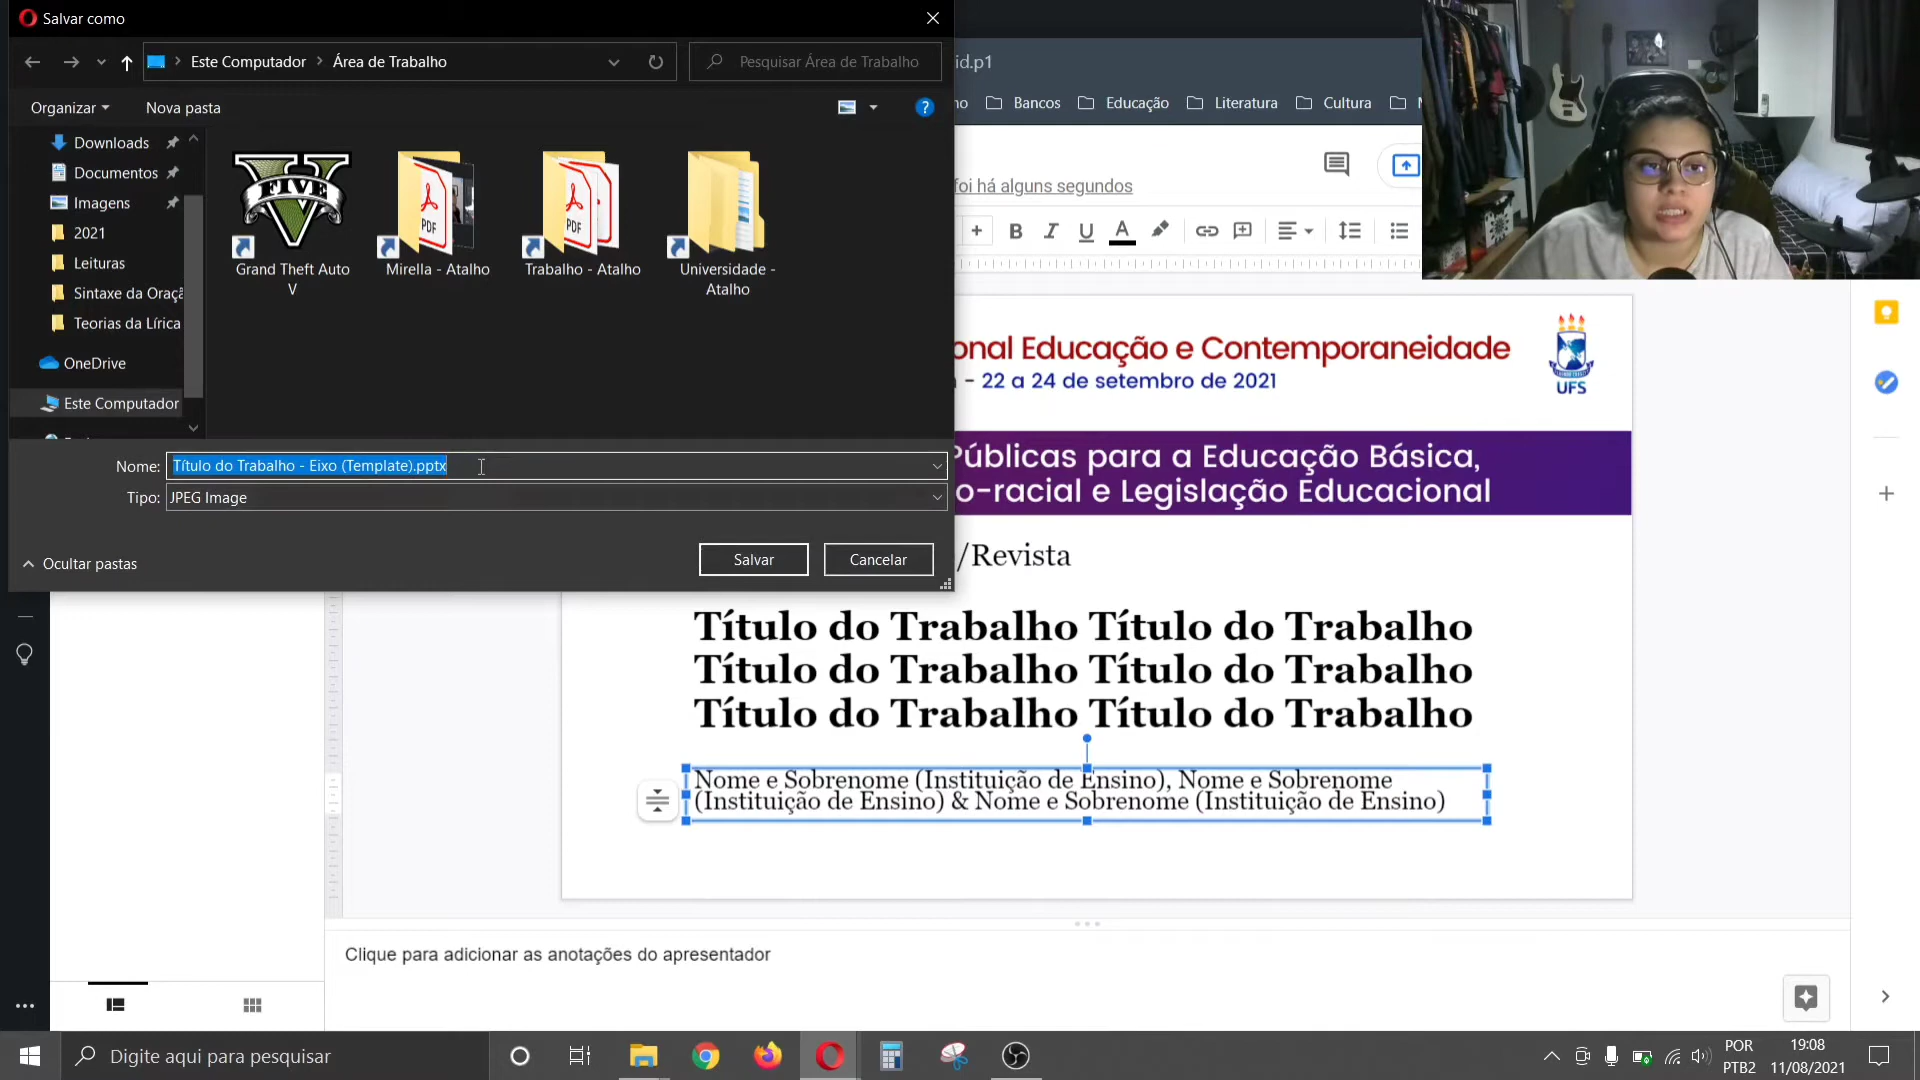 Salvar como
Este Computador
Área de Trabalho
Pesquisar Área de Trabalho
Organizar
Nova pasta
Downloads
Documentos
Imagens
2021
Leituras
Sintaxe da Oraçã
Teorias da Lírica
OneDrive
Este Computador
FIVE
Grand Theft Auto
V
PDF
Mirella - Atalho
PDF
Trabalho - Atalho
Universidade -
Atalho
Nome: Título do Trabalho - Eixo (Template).pptx
Tipo: JPEG Image
Ocultar pastas
Salvar
Cancelar
id.p1
no
Bancos
Educação
Literatura
Cultura
foi há alguns segundos
onal Educação e Contemporaneidade
- 22 a 24 de setembro de 2021
UFS
Públicas para a Educação Básica,
o-racial e Legislação Educacional
/Revista
Título do Trabalho Título do Trabalho
Título do Trabalho Título do Trabalho
Título do Trabalho Título do Trabalho
Nome e Sobrenome (Instituição de Ensino), Nome e Sobrenome
(Instituição de Ensino) & Nome e Sobrenome (Instituição de Ensino)
Clique para adicionar as anotações do apresentador
Digite aqui para pesquisar
POR
PTB2
19:08
11/08/2021